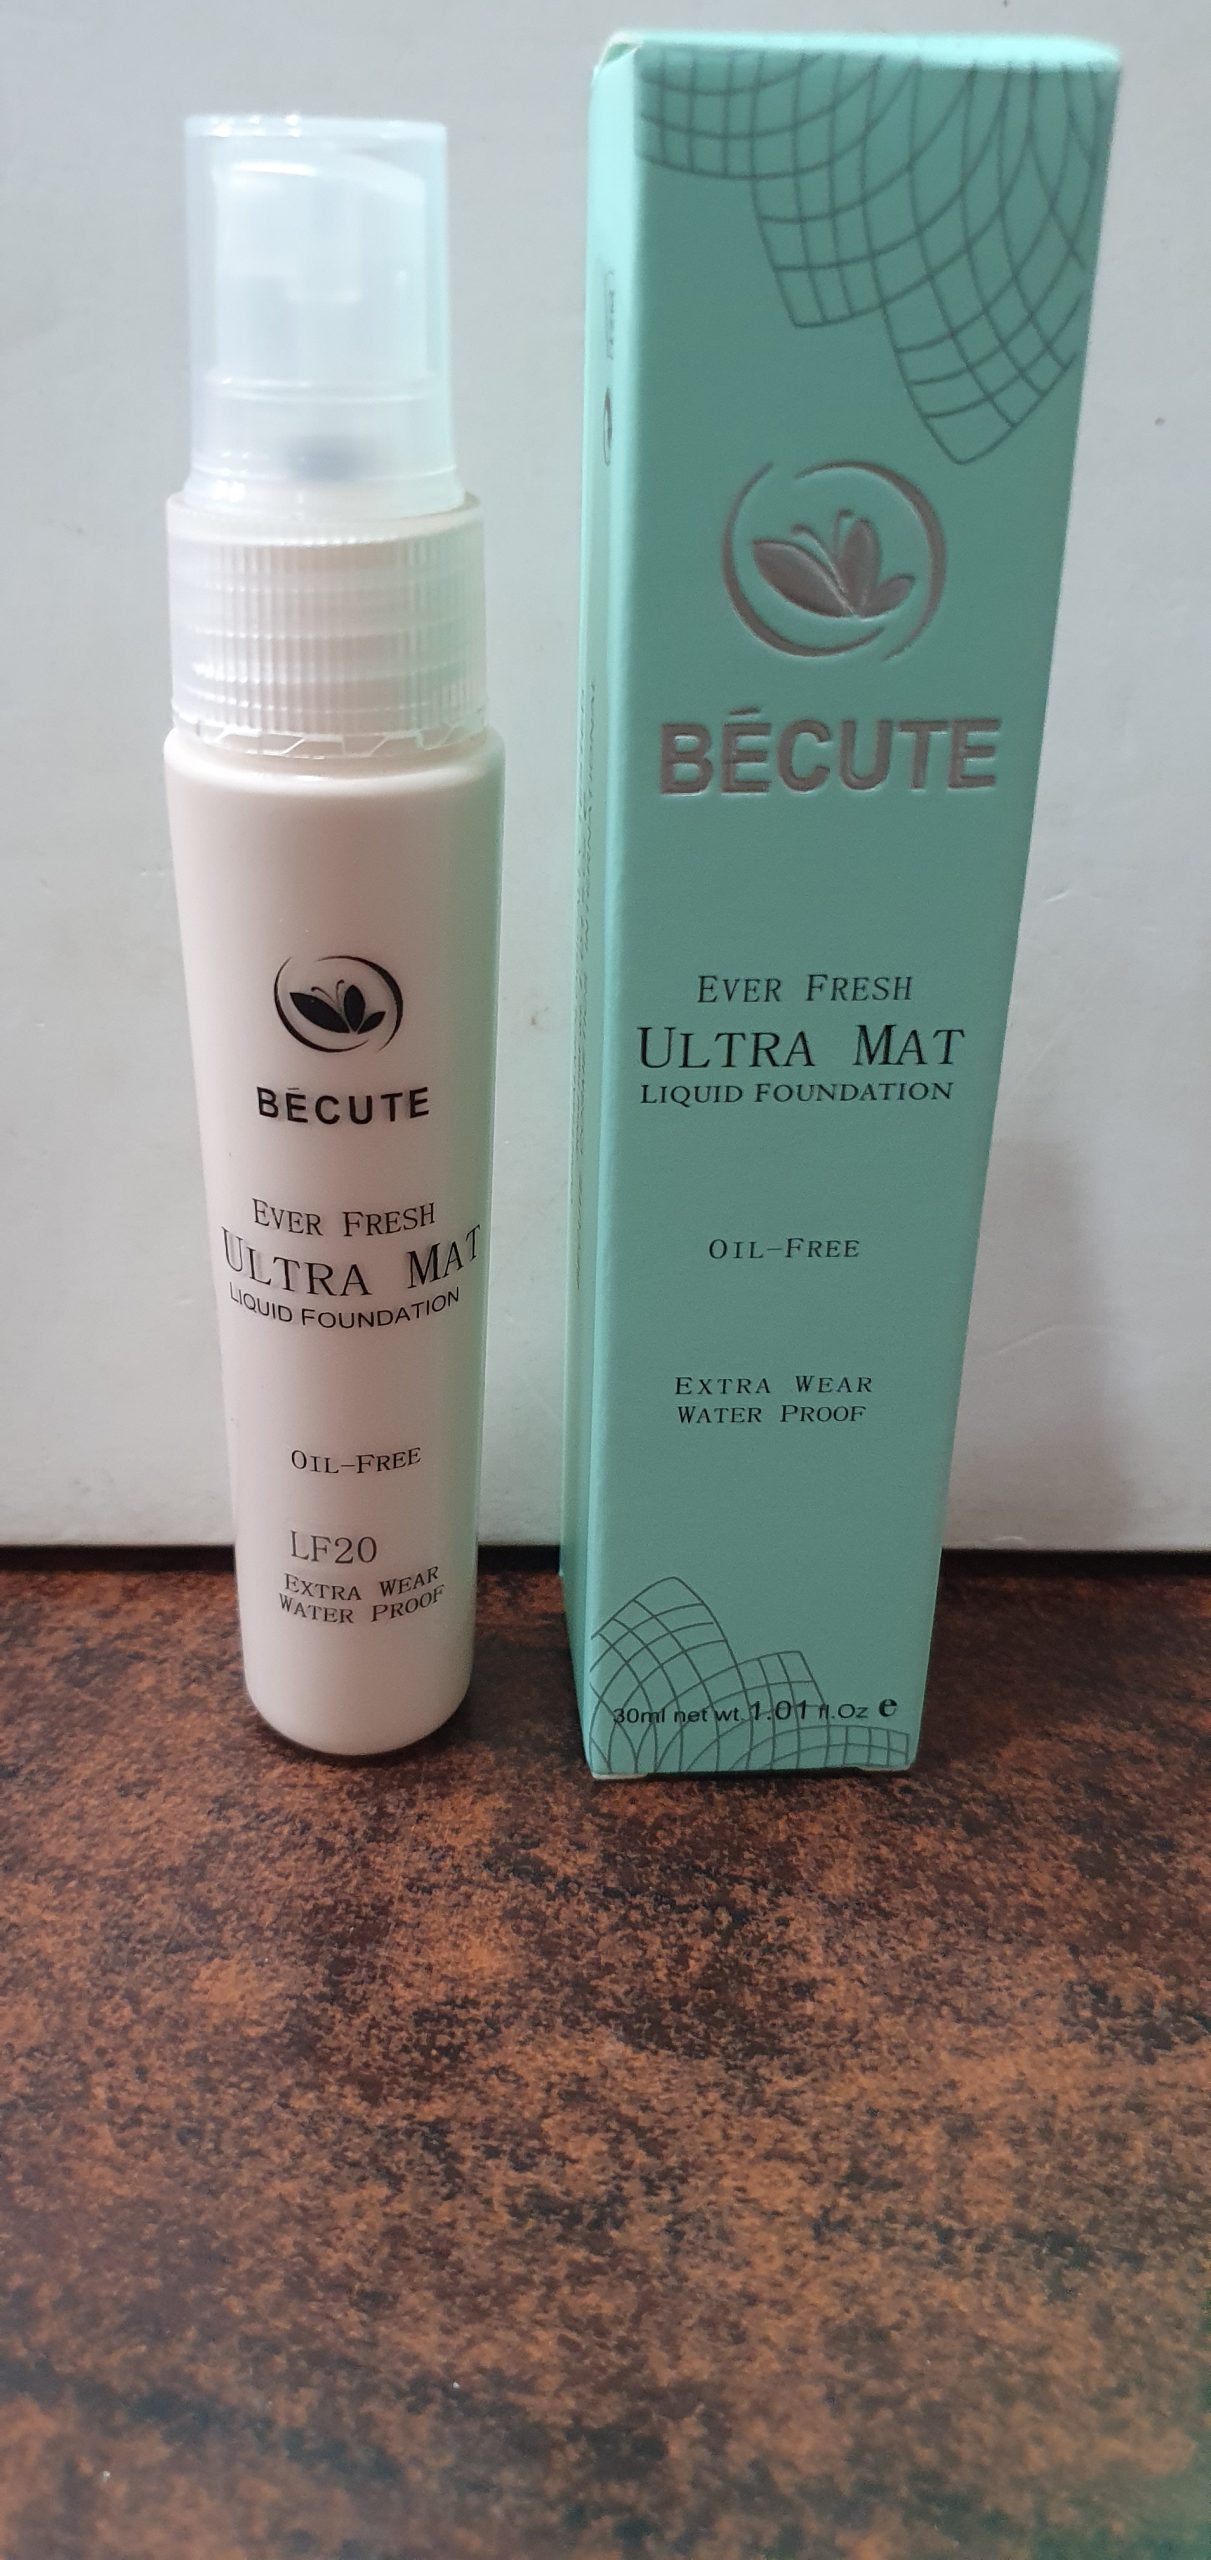 BÉCUTE
EVER FRESH
ULTRA MAT
LIQUID FOUNDATION
OIL-FREE
LF20
EXTRA WEAR
WATER PROOF
BÉCUTE
EVER FRESH
ULTRA MAT
LIQUID FOUNDATION
OIL-FREE
EXTRA WEAR
WATER PROOF
30ml net wt. 1.01 fl.Oz e